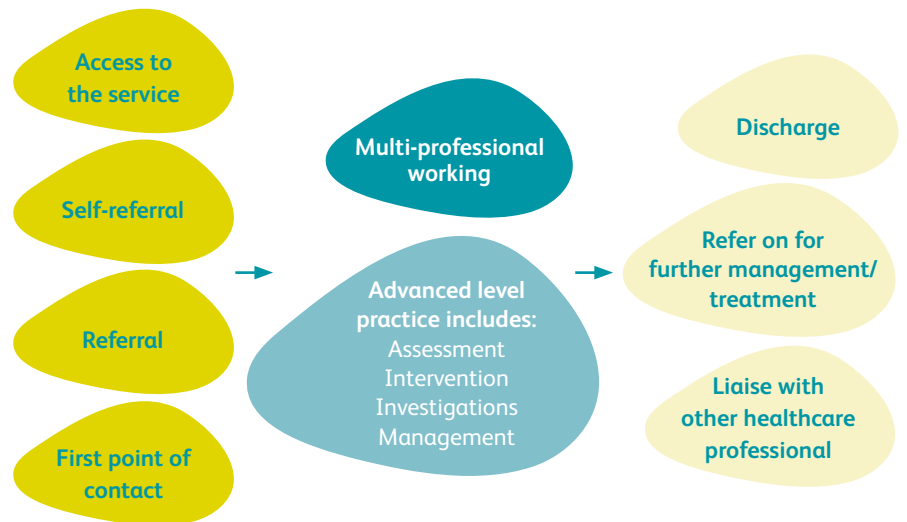 Access to
the service
Self-referral
Referral
First point of
contact
Multi-professional
working
Advanced level
practice includes:
Assessment
Intervention
Investigations
Management
Discharge
Refer on for
further management/
treatment
Liaise with
other healthcare
professional